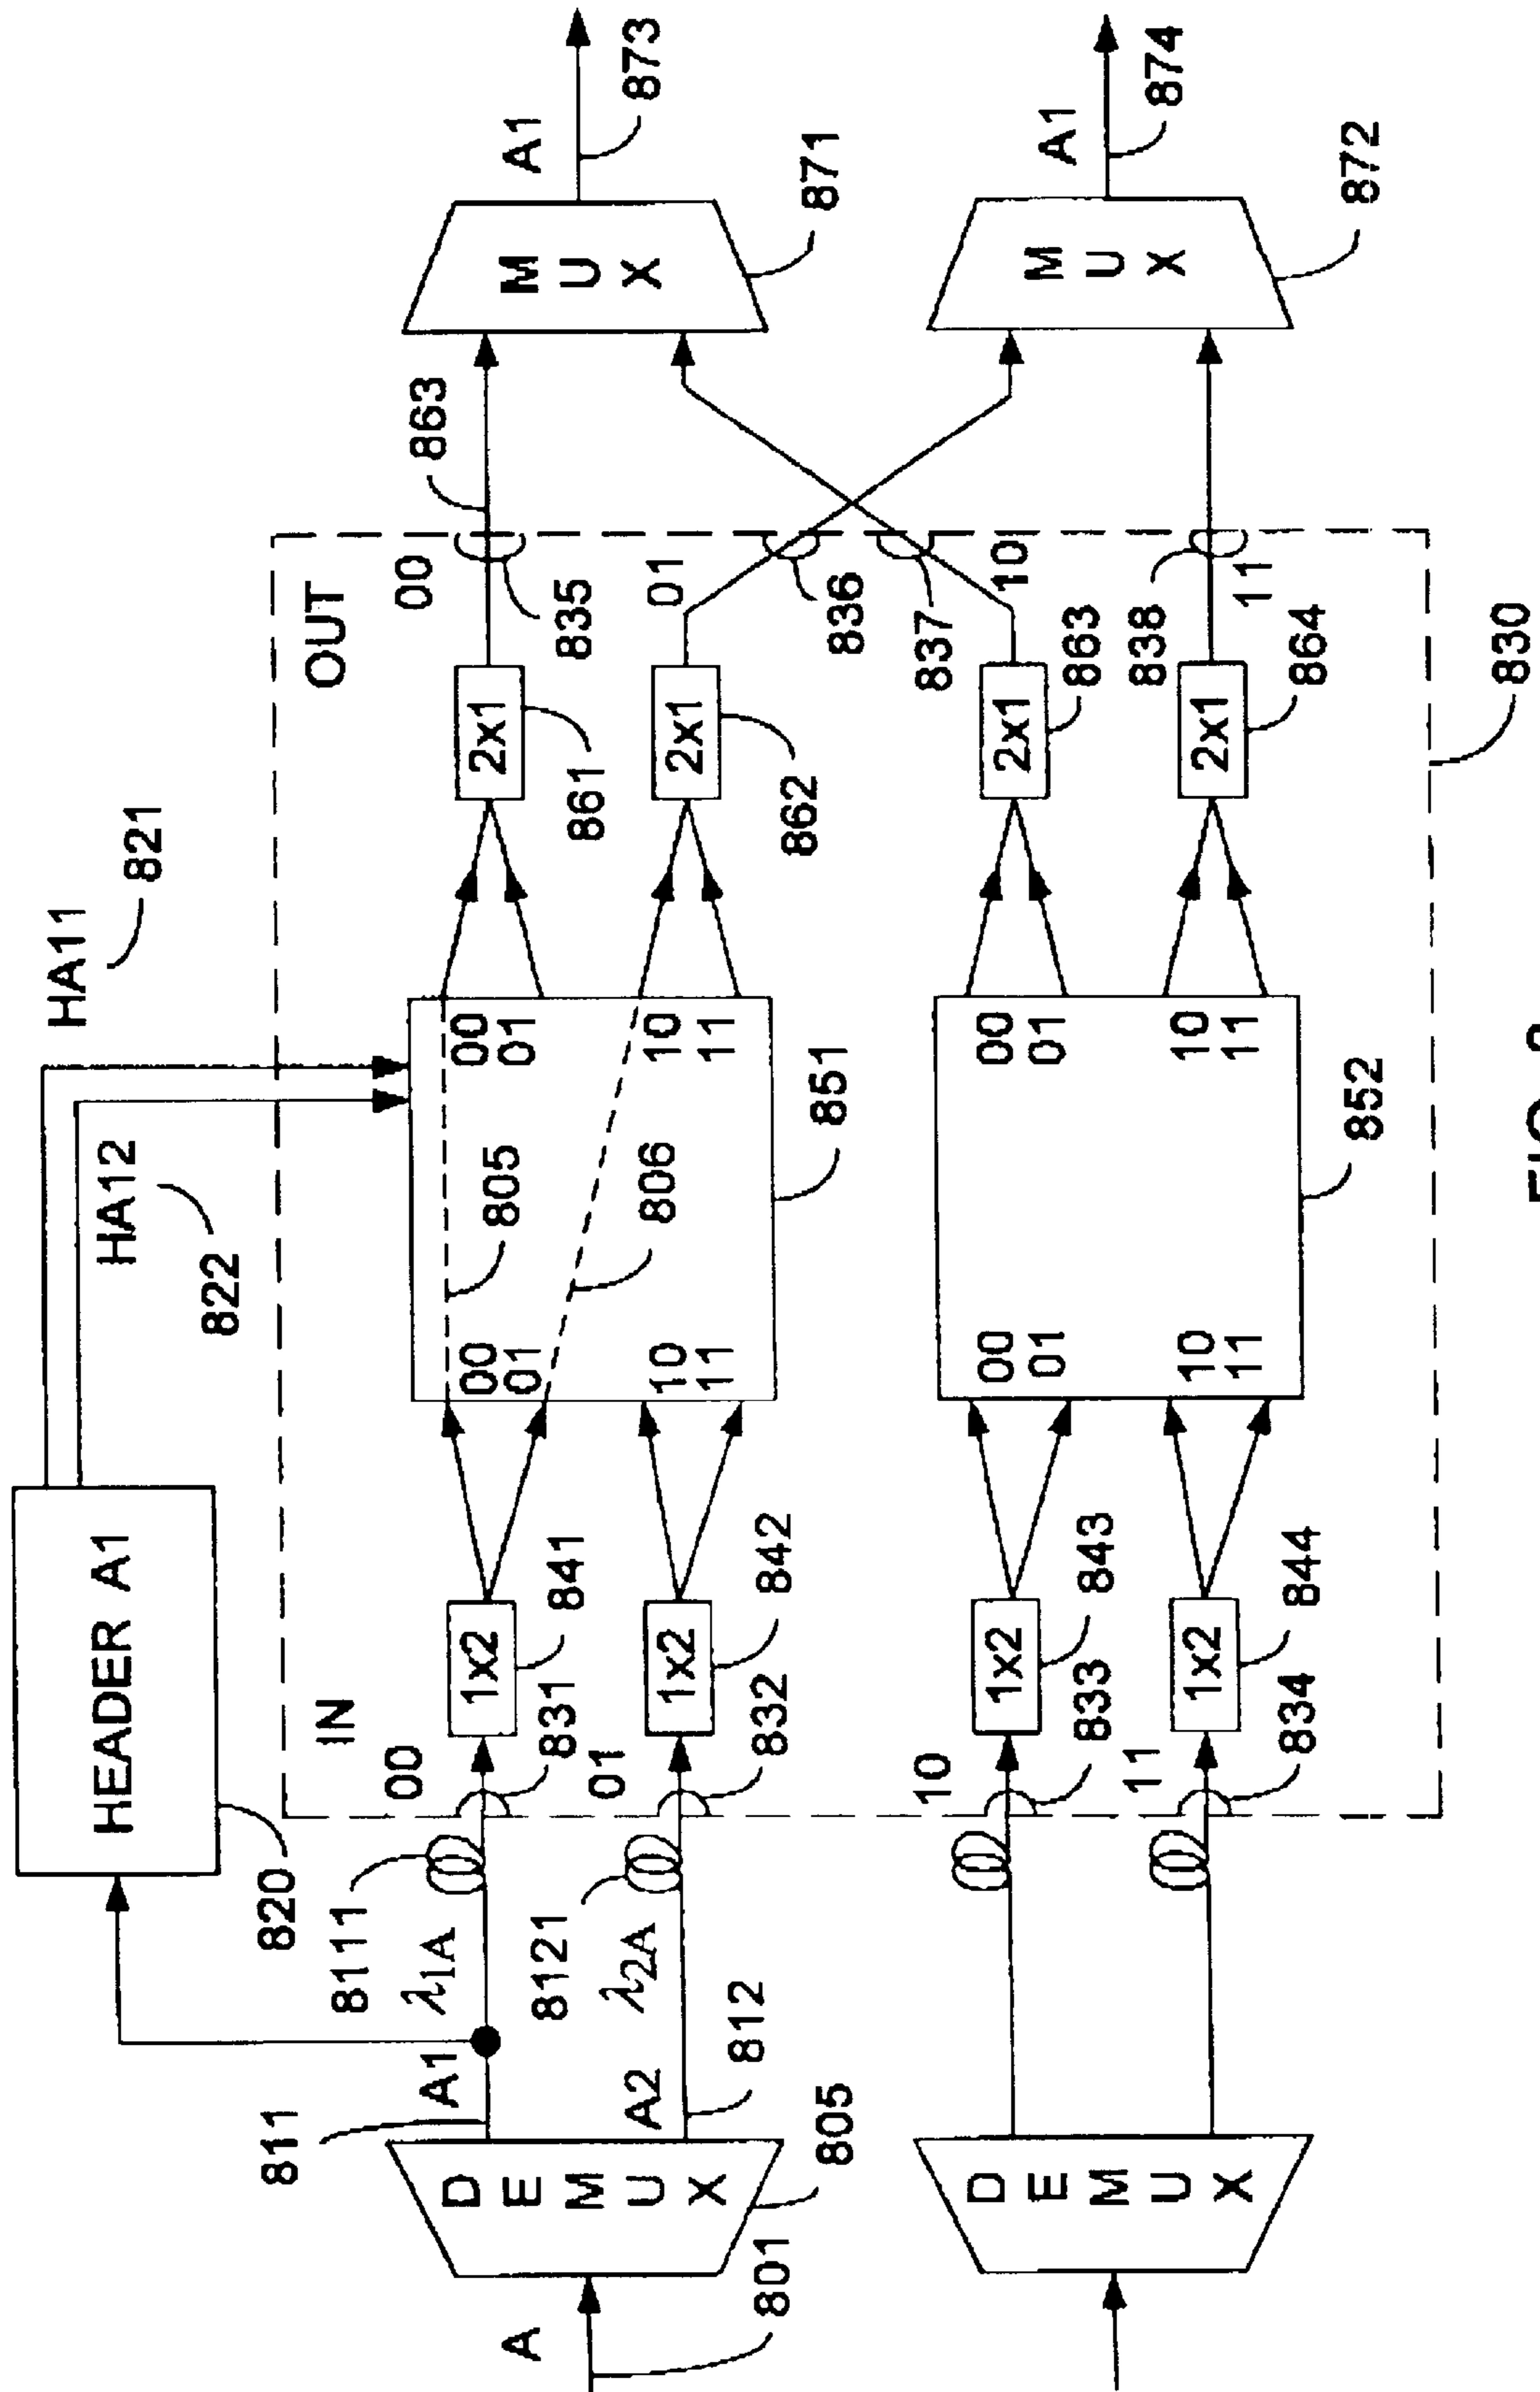 HEADER A1
820
HA11
821
HA12
822
IN
OUT
A
801
DEMUX
805
811
A1
8111
λ1A
A2
812
8121
λ2A
00
831
1x2
841
01
832
1x2
842
00
01
10
11
805
806
00
01
10
11
851
2x1
861
00
835
863
2x1
862
01
836
MUX
871
A1
873
DEMUX
10
833
1x2
843
11
834
1x2
844
00
01
10
11
00
01
10
11
852
2x1
863
10
837
2x1
864
11
838
MUX
872
A1
874
830